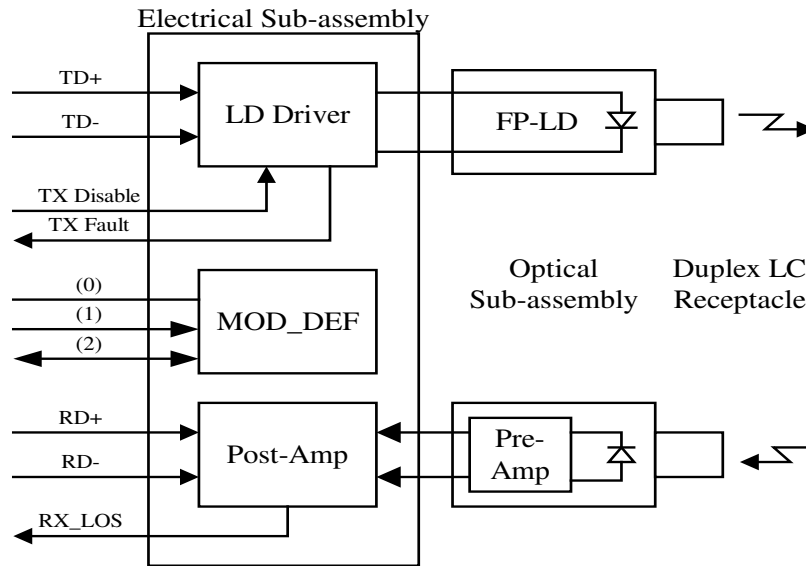 Electrical Sub-assembly
TD+
TD-
LD Driver
FP-LD
TX Disable
TX Fault
(0)
(1)
(2)
MOD_DEF
Optical
Sub-assembly
Duplex LC
Receptacle
RD+
RD-
Post-Amp
Pre-
Amp
RX_LOS